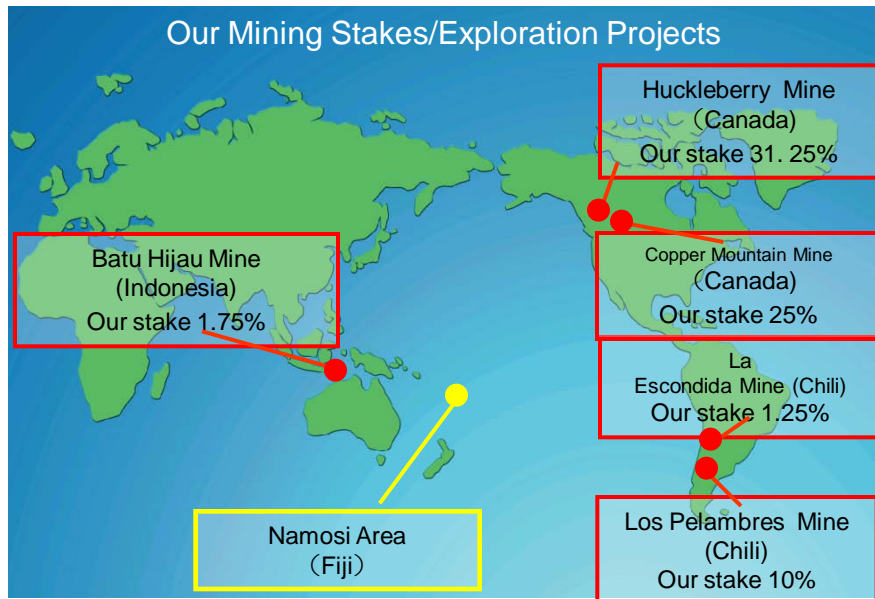 Our Mining Stakes/Exploration Projects
Huckleberry Mine
（Canada）
Our stake 31. 25%
Batu Hijau Mine
(Indonesia)
Our stake 1.75%
Copper Mountain Mine
（Canada）
Our stake 25%
La
Escondida Mine (Chili)
Our stake 1.25%
Namosi Area
（Fiji）
Los Pelambres Mine
(Chili)
Our stake 10%